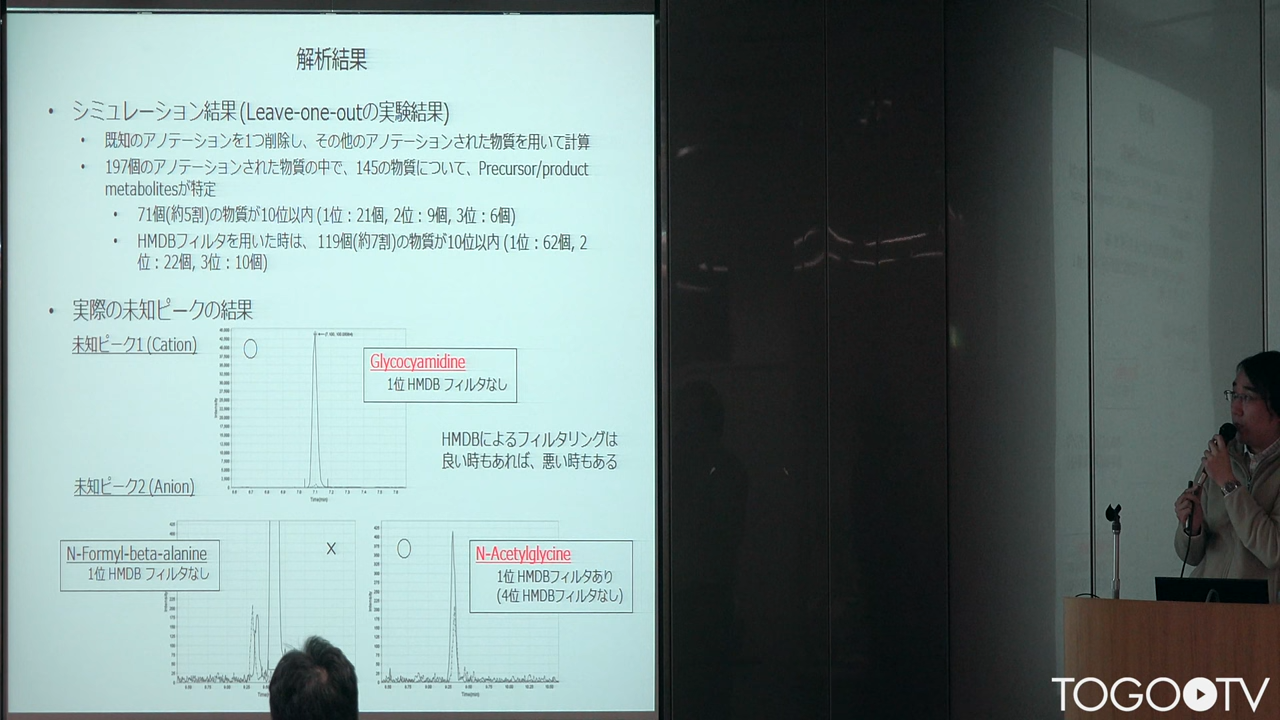 解析結果
• シミュレーション結果(Leave-one-outの実験結果)
• 既知のアノテーションを1つ削除し、その他のアノテーションされた物質を用いて計算
• 197個のアノテーションされた物質の中で、145の物質について、Precursor/product
metabolitesが特定
• 71個(約5割)の物質が10位以内 (1位：21個, 2位：9個, 3位：6個)
• HMDBフィルタを用いた時は、119個(約7割)の物質が10位以内 (1位：62個, 2
位：22個, 3位：10個)
• 実際の未知ピークの結果
未知ピーク1 (Cation)
Glycocyamidine
1位 HMDB フィルタなし
HMDBによるフィルタリングは
良い時もあれば、悪い時もある
未知ピーク2 (Anion)
N-Formyl-beta-alanine
1位 HMDB フィルタなし
X
N-Acetylglycine
1位 HMDBフィルタあり
(4位 HMDBフィルタなし)
TOGOTV